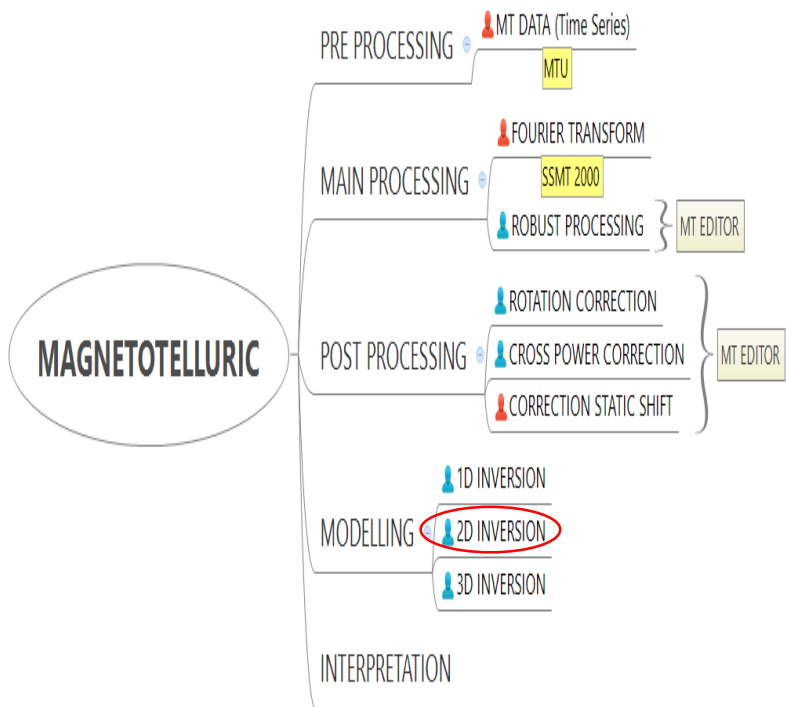 MAGNETOTELLURIC
PRE PROCESSING
MT DATA (Time Series)
MTU
MAIN PROCESSING
FOURIER TRANSFORM
SSMT 2000
ROBUST PROCESSING
MT EDITOR
POST PROCESSING
ROTATION CORRECTION
CROSS POWER CORRECTION
CORRECTION STATIC SHIFT
MT EDITOR
MODELLING
1D INVERSION
2D INVERSION
3D INVERSION
INTERPRETATION